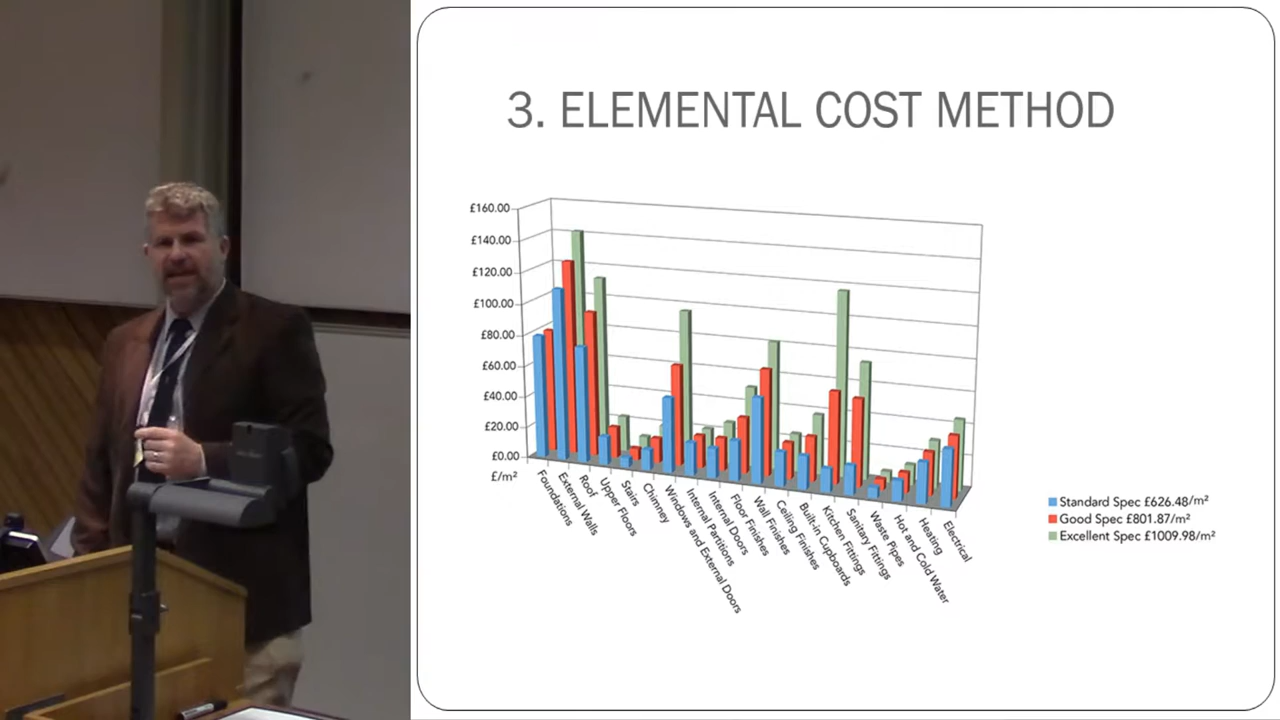 3. ELEMENTAL COST METHOD
£160.00
£140.00
£120.00
£100.00
£80.00
£60.00
£40.00
£20.00
£0.00
£/m²
Foundations
External Walls
Roof
Upper Floors
Stairs
Chimney
Windows and External Doors
Internal Partitions
Internal Doors
Floor Finishes
Wall Finishes
Ceiling Finishes
Built-in Cupboards
Kitchen Fittings
Sanitary Fittings
Waste Pipes
Hot and Cold Water
Heating
Electrical
Standard Spec £626.48/m²
Good Spec £801.87/m²
Excellent Spec £1009.98/m²